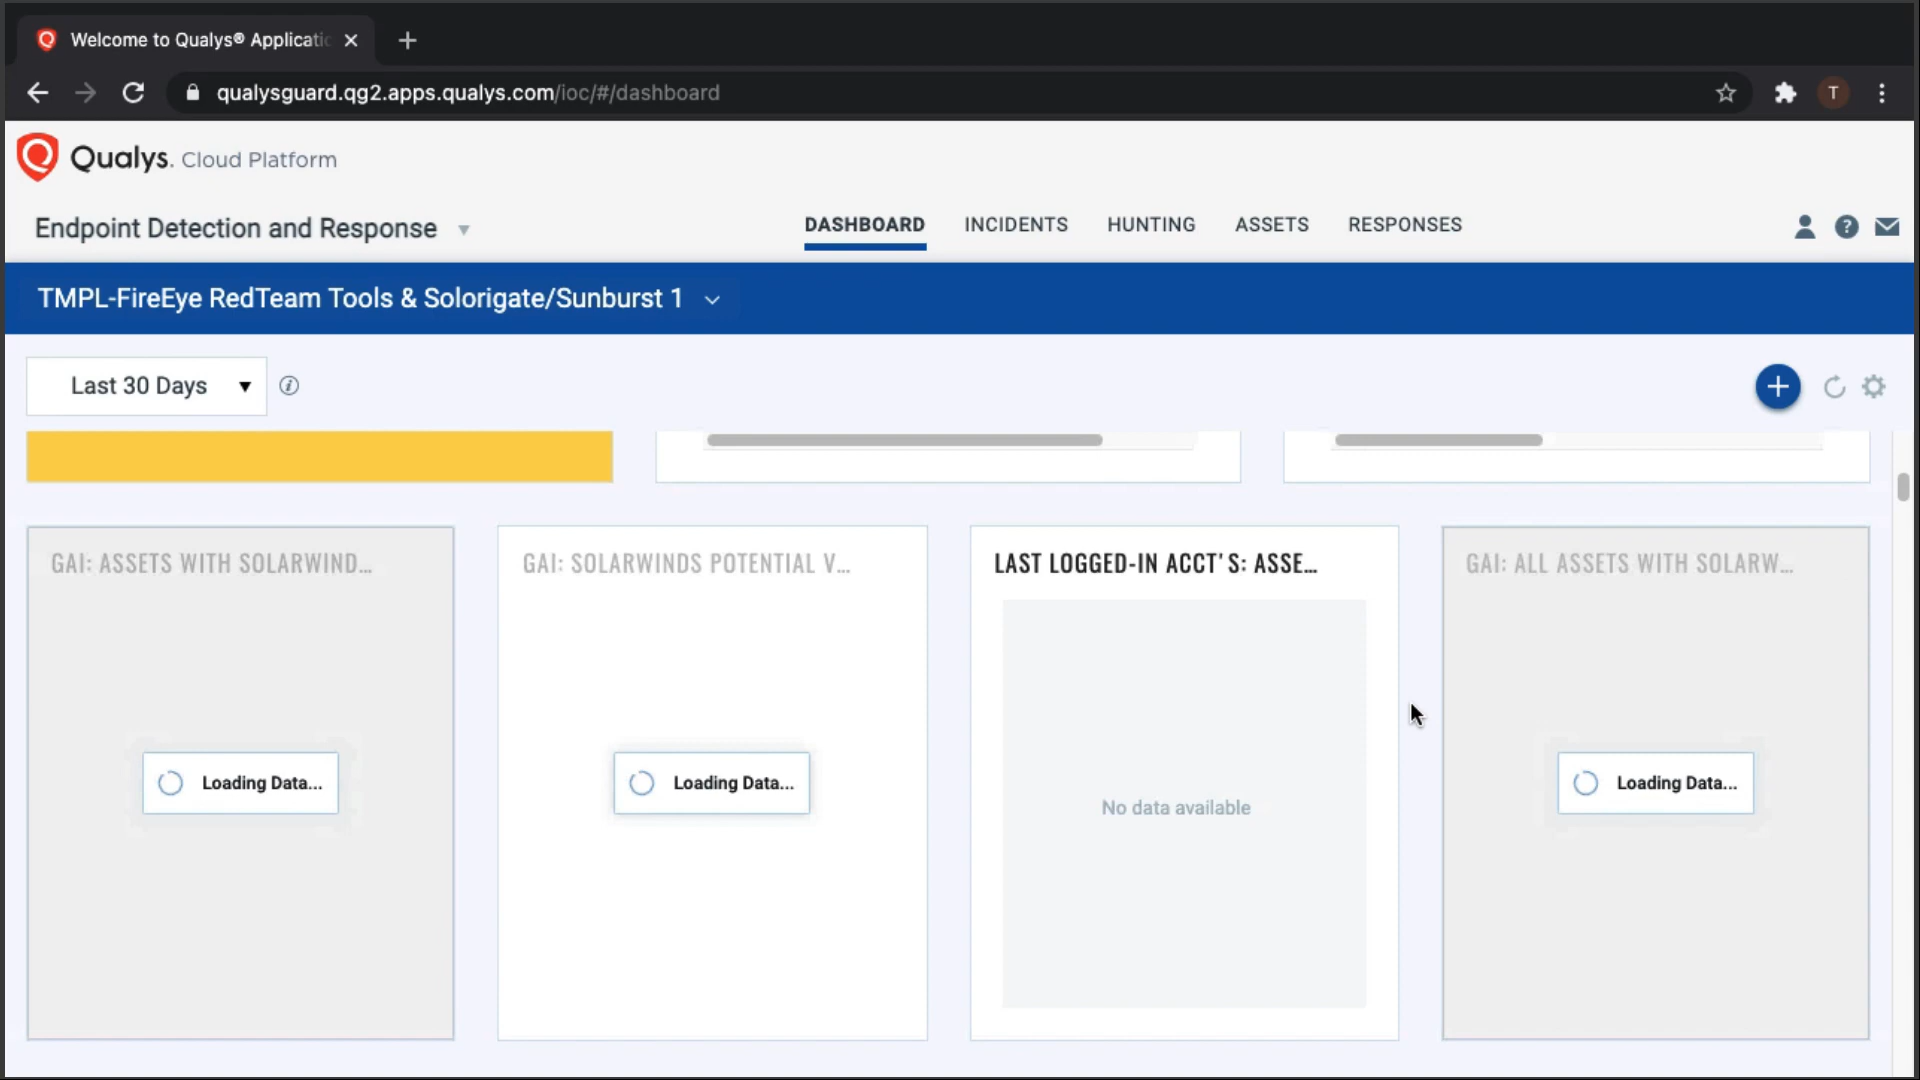 Welcome to Qualys® Applicatio
qualysguard.qg2.apps.qualys.com/ioc/#/dashboard
T
Qualys. Cloud Platform
Endpoint Detection and Response
DASHBOARD
INCIDENTS
HUNTING
ASSETS
RESPONSES
TMPL-FireEye RedTeam Tools & Solorigate/Sunburst 1
Last 30 Days
GAI: ASSETS WITH SOLARWIND...
GAI: SOLARWINDS POTENTIAL V...
LAST LOGGED-IN ACCT'S: ASSE...
GAI: ALL ASSETS WITH SOLARW...
Loading Data...
Loading Data...
No data available
Loading Data...